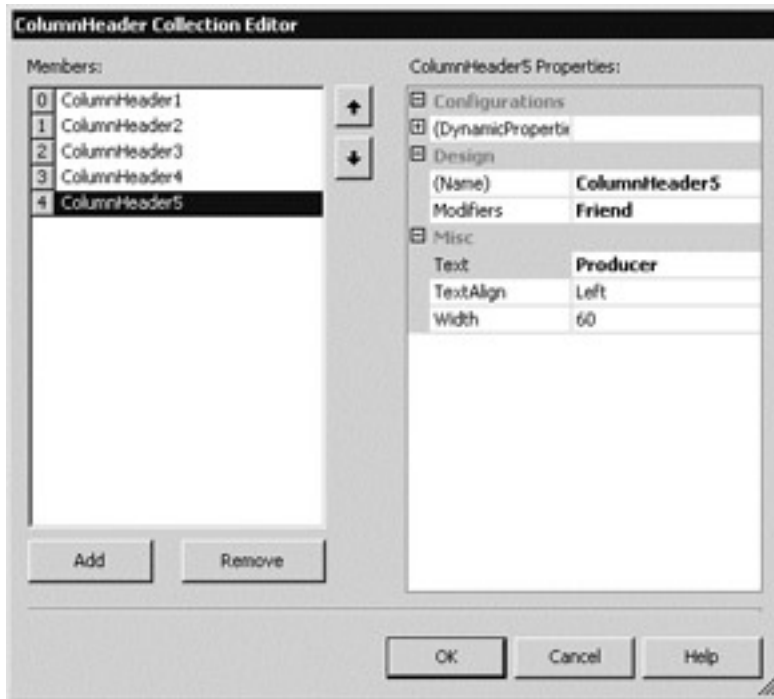 ColumnHeader Collection Editor
Members:
0 ColumnHeader1
1 ColumnHeader2
2 ColumnHeader3
3 ColumnHeader4
4 ColumnHeader5
Add
Remove
ColumnHeader5 Properties:
Configurations
(DynamicPropertie
Design
(Name) ColumnHeader5
Modifiers Friend
Misc
Text Producer
TextAlign Left
Width 60
OK
Cancel
Help